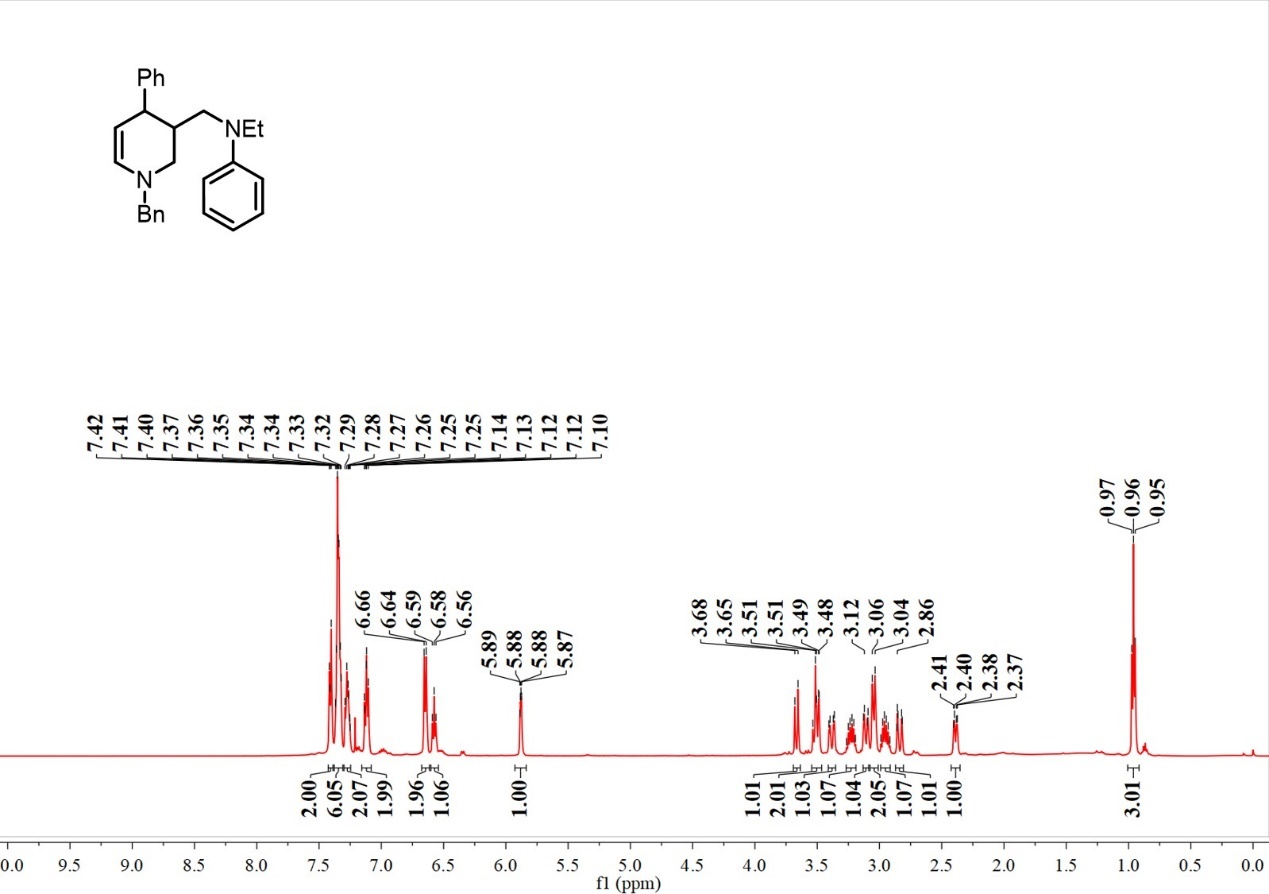 Ph
NEt
N
Bn
7.42 7.41 7.40 7.37 7.36 7.35 7.34 7.34 7.33 7.32 7.29 7.28 7.27 7.26 7.25 7.25 7.14 7.13 7.12 7.12 7.10
0.97 0.96 0.95
6.66 6.64 6.59 6.58 6.56
3.68 3.65 3.51 3.51 3.49 3.48 3.12 3.06 3.04 2.86
5.89 5.88 5.88 5.87
2.41 2.40 2.38 2.37
2.00 6.05 2.07 1.99 1.96 1.06 1.00 1.01 2.01 1.03 1.07 1.04 2.05 1.07 1.01 1.00 3.01
0.0 9.5 9.0 8.5 8.0 7.5 7.0 6.5 6.0 5.5 5.0 4.5 4.0 3.5 3.0 2.5 2.0 1.5 1.0 0.5 0.0
f1 (ppm)